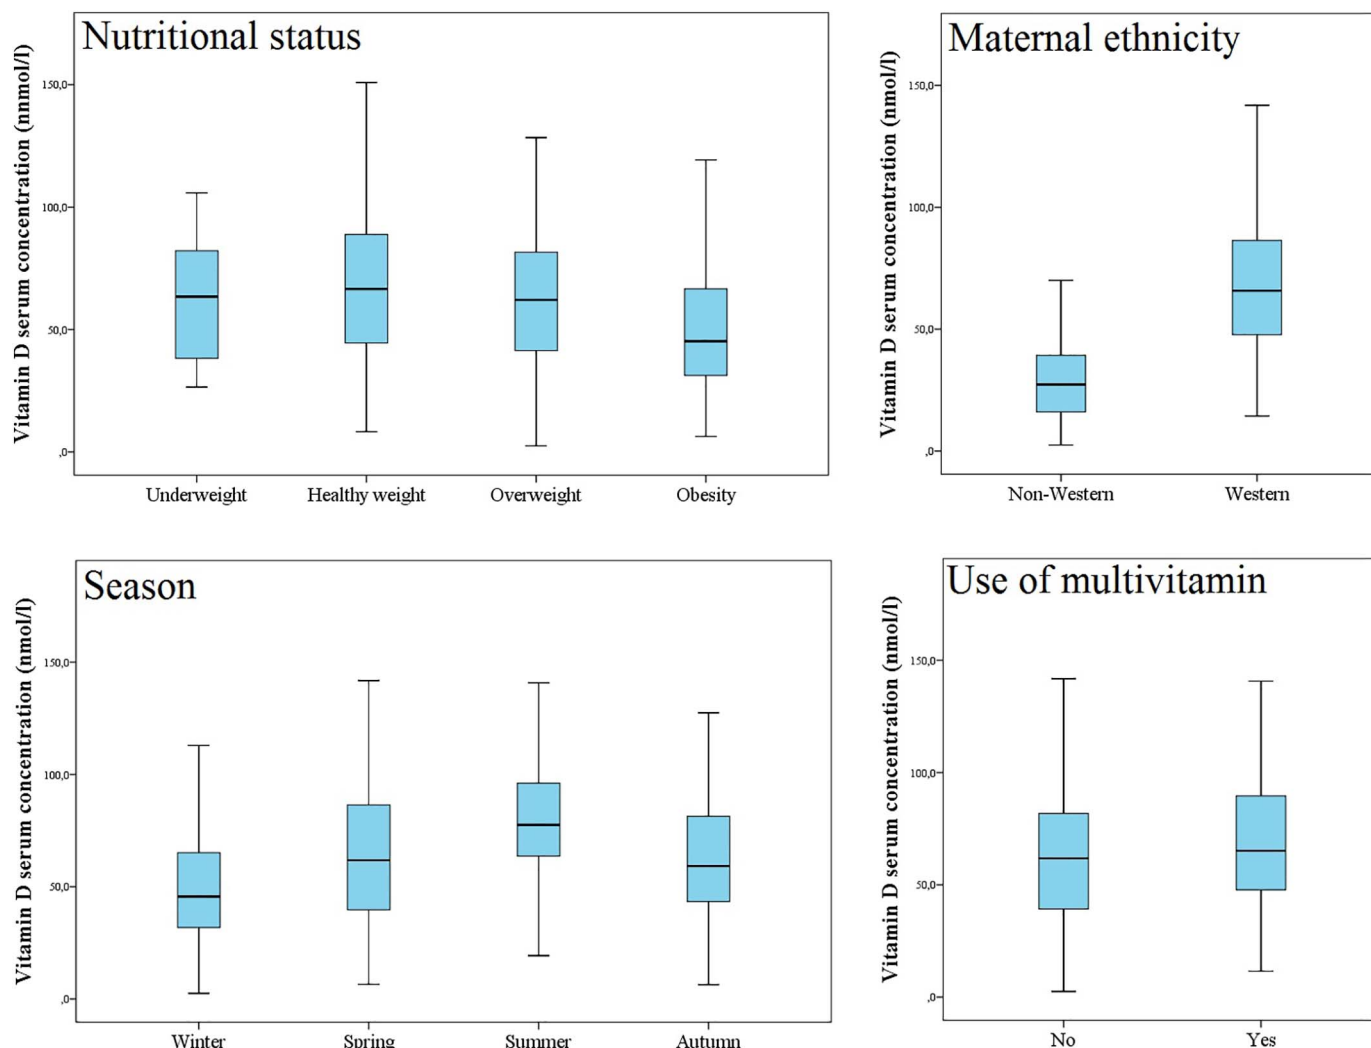 Nutritional status
Vitamin D serum concentration (nnmol/l)
150,0
100,0
50,0
,0
Underweight Healthy weight Overweight Obesity
Maternal ethnicity
Vitamin D serum concentration (nmol/l)
150,0
100,0
50,0
,0
Non-Western Western
Season
Vitamin D serum concentration (nmol/l)
150,0
100,0
50,0
,0
Winter Spring Summer Autumn
Use of multivitamin
Vitamin D serum concentration (nmol/l)
150,0
100,0
50,0
,0
No Yes